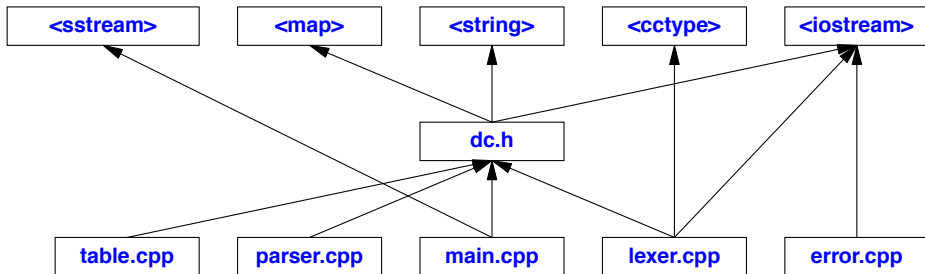 <sstream>
<map>
<string>
<cctype>
<iostream>
dc.h
table.cpp
parser.cpp
main.cpp
lexer.cpp
error.cpp